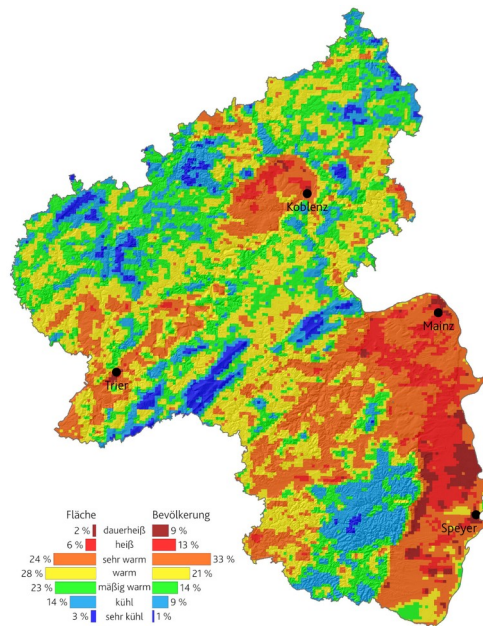 Koblenz
Mainz
Trier
Speyer
Fläche Bevölkerung
2 % dauerheiß 9 %
6 % heiß 13 %
24 % sehr warm 33 %
28 % warm 21 %
23 % mäßig warm 14 %
14 % kühl 9 %
3 % sehr kühl 1 %